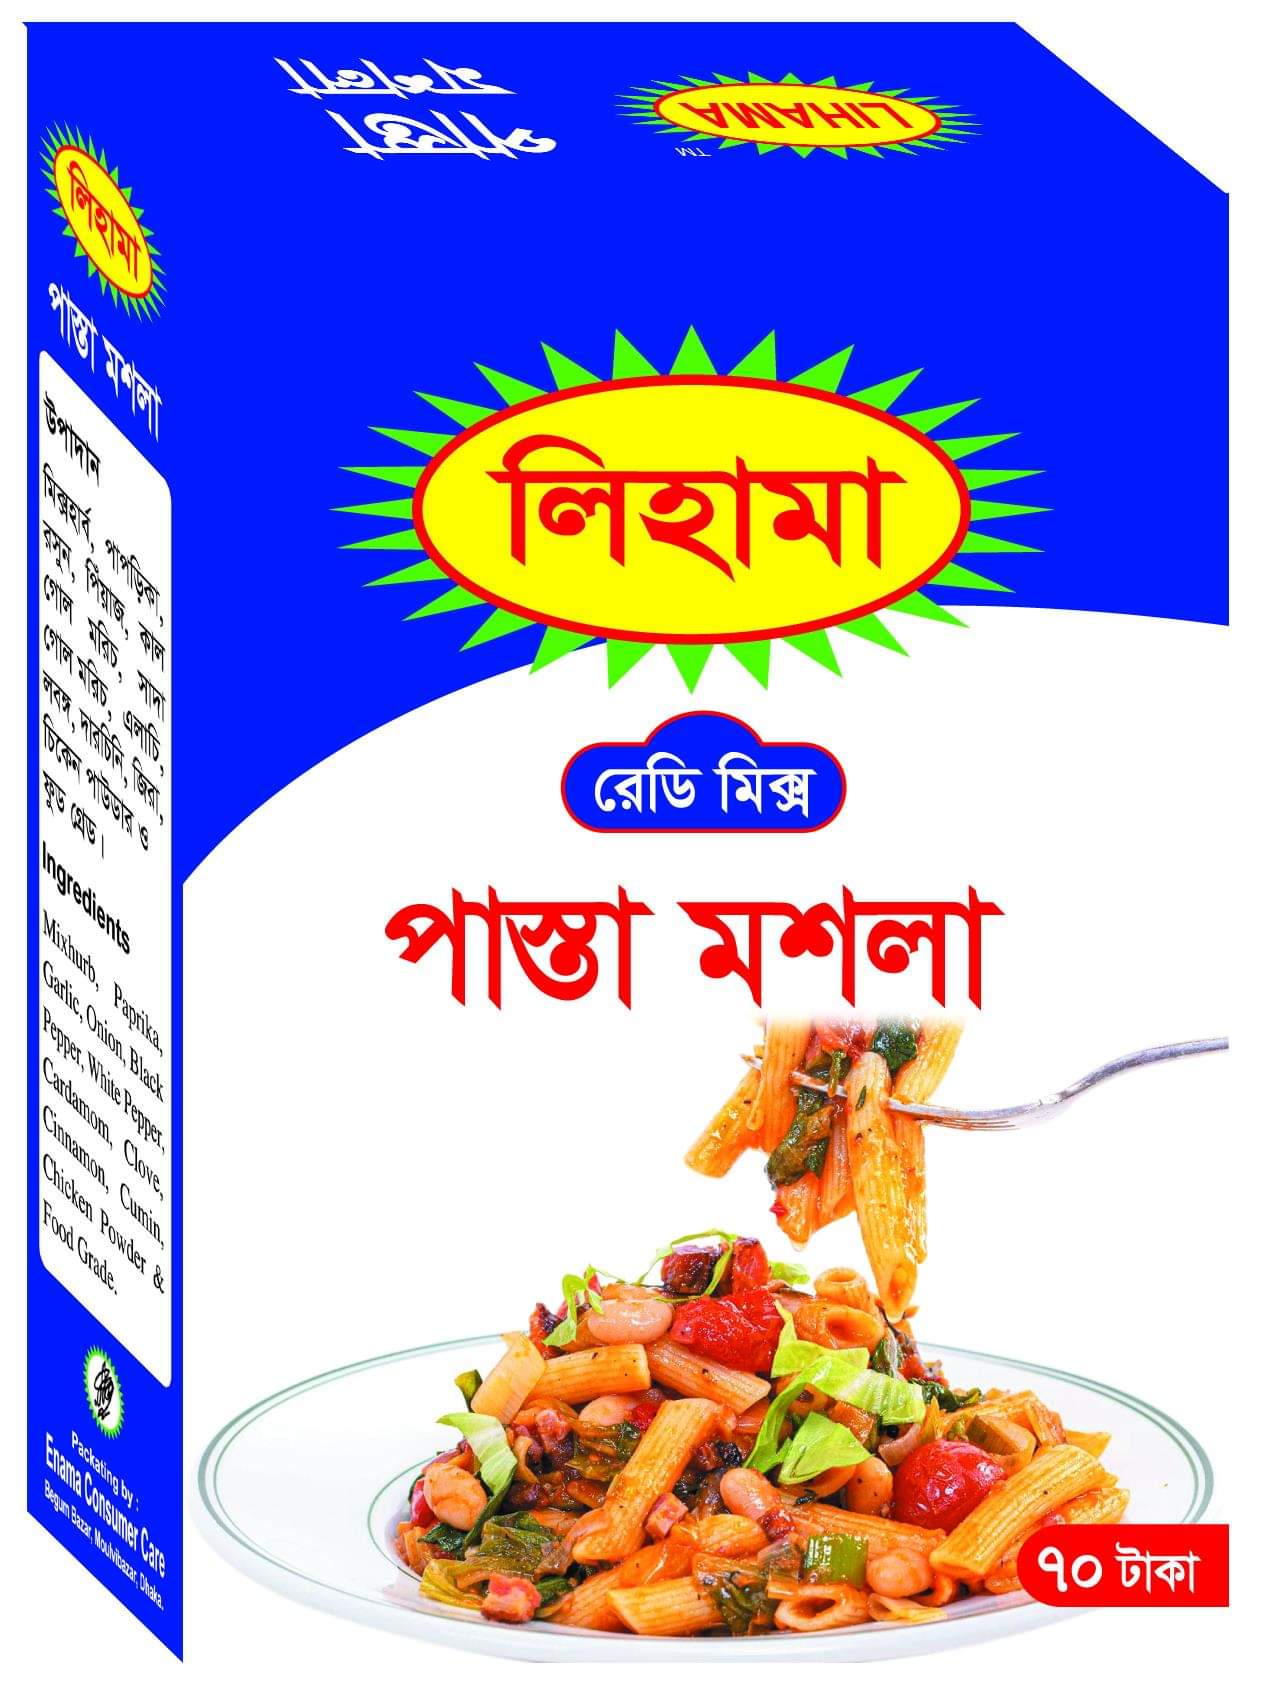 পাস্তা
মশলা
LIHAMA
TM
লিহামা
পাস্তা মশলা
উপাদান
মিক্সহার্ব, পাপড়িকা,
রসুন, পিঁয়াজ, কাল
গোল মরিচ, সাদা
গোল মরিচ, এলাচি,
লবঙ্গ, দারচিনি, জিরা,
চিকেন পাউডার ও
ফুড গ্রেড।
Ingredients
Mixhurb, Paprika,
Garlic, Onion, Black
Pepper, White Pepper,
Cardamom, Clove,
Cinnamon, Cumin,
Chicken Powder &
Food Grade.
Packating by :
Enama Consumer Care
Begum Bazar, Moulvibazar, Dhaka.
লিহামা
রেডি মিক্স
পাস্তা মশলা
৭০ টাকা